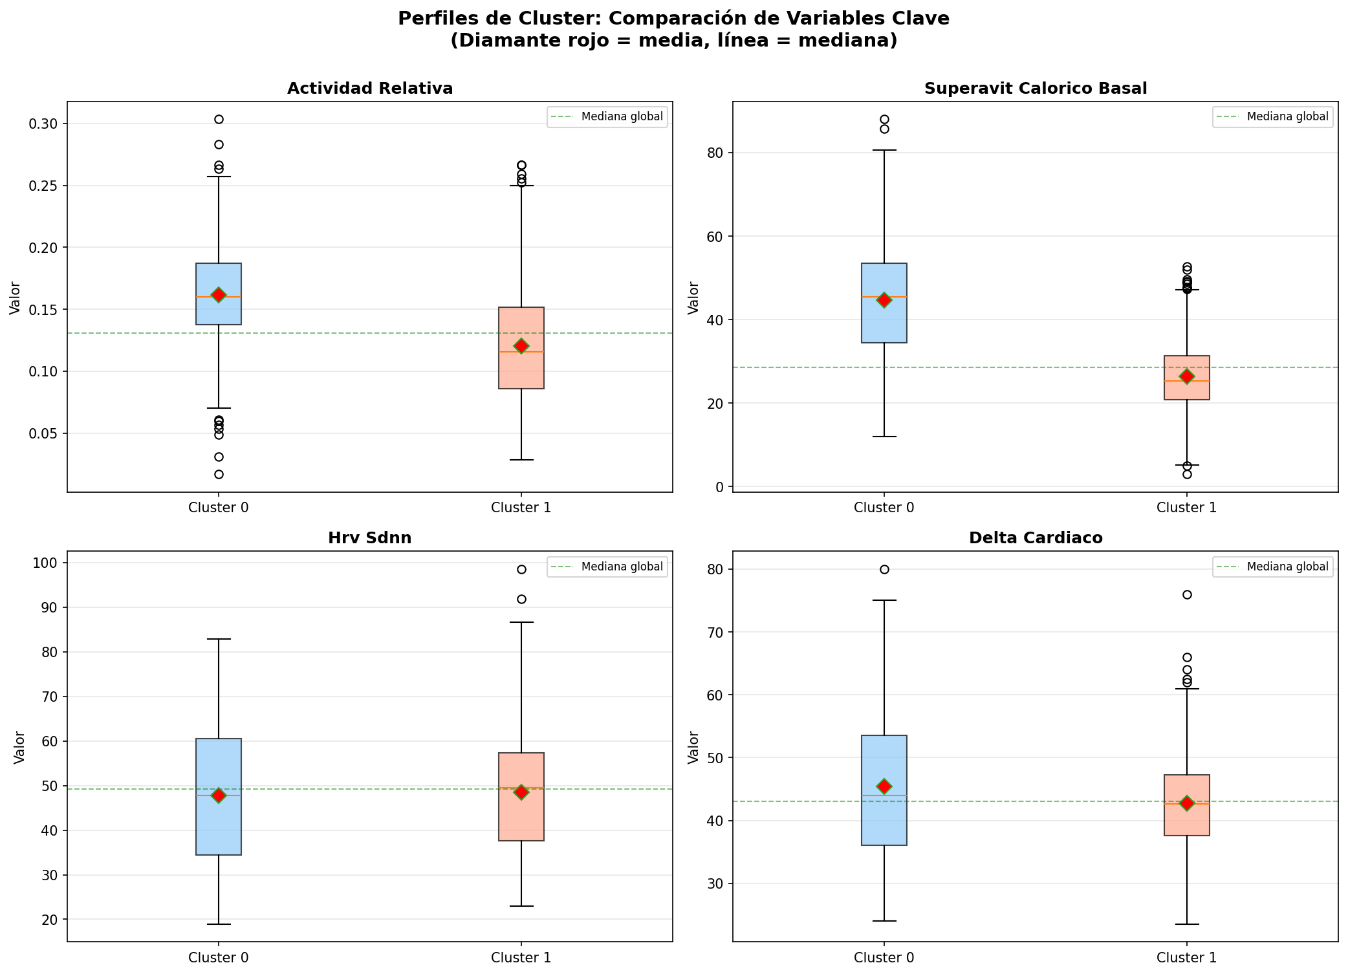 Perfiles de Cluster: Comparación de Variables Clave
(Diamante rojo = media, línea = mediana)
Actividad Relativa
Mediana global
Valor
0.30
0.25
0.20
0.15
0.10
0.05
Cluster 0
Cluster 1
Superavit Calorico Basal
Mediana global
Valor
80
60
40
20
0
Cluster 0
Cluster 1
Hrv Sdnn
Mediana global
Valor
100
90
80
70
60
50
40
30
20
Cluster 0
Cluster 1
Delta Cardiaco
Mediana global
Valor
80
70
60
50
40
30
Cluster 0
Cluster 1